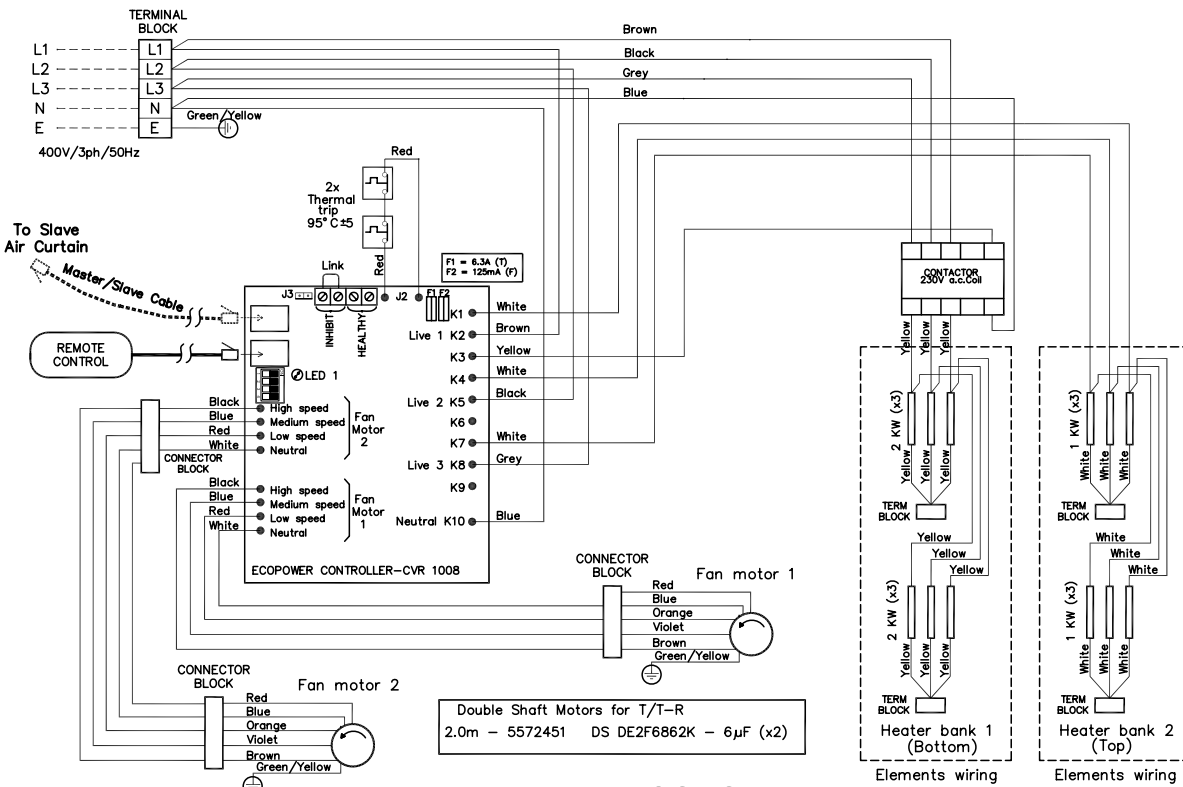 TERMINAL
BLOCK
L1 L1
L2 L2
L3 L3
N N
E E
Green/Yellow
400V/3ph/50Hz
Brown
Black
Grey
Blue
Red
2x
Thermal
trip
95°C±5
Red
To Slave
Air Curtain
Master/Slave Cable
REMOTE
CONTROL
Link
J3
J2
INHIBIT
HEALTHY
F1 = 6.3A (T)
F2 = 125mA (F)
F1 F2
K1 White
Live 1 K2 Brown
K3 Yellow
K4 White
Live 2 K5 Black
K6
K7 White
Live 3 K8 Grey
K9
Neutral K10 Blue
LED 1
Black High speed
Blue Medium speed
Red Low speed
White Neutral
Fan
Motor
2
CONNECTOR
BLOCK
Black High speed
Blue Medium speed
Red Low speed
White Neutral
Fan
Motor
1
ECOPOWER CONTROLLER-CVR 1008
CONNECTOR
BLOCK
Fan motor 1
Red
Blue
Orange
Violet
Brown
Green/Yellow
CONNECTOR
BLOCK
Fan motor 2
Red
Blue
Orange
Violet
Brown
Green/Yellow
Double Shaft Motors for T/T-R
2.0m - 5572451 DS DE2F6862K - 6µF (x2)
CONTACTOR
230V a.c.Coil
Yellow
Yellow
Yellow
2 KW (x3)
Yellow
Yellow
Yellow
TERM
BLOCK
Yellow
Yellow
Yellow
2 KW (x3)
Yellow
Yellow
Yellow
TERM
BLOCK
Heater bank 1
(Bottom)
Elements wiring
1 KW (x3)
White
White
White
TERM
BLOCK
White
White
White
1 KW (x3)
White
White
White
TERM
BLOCK
Heater bank 2
(Top)
Elements wiring